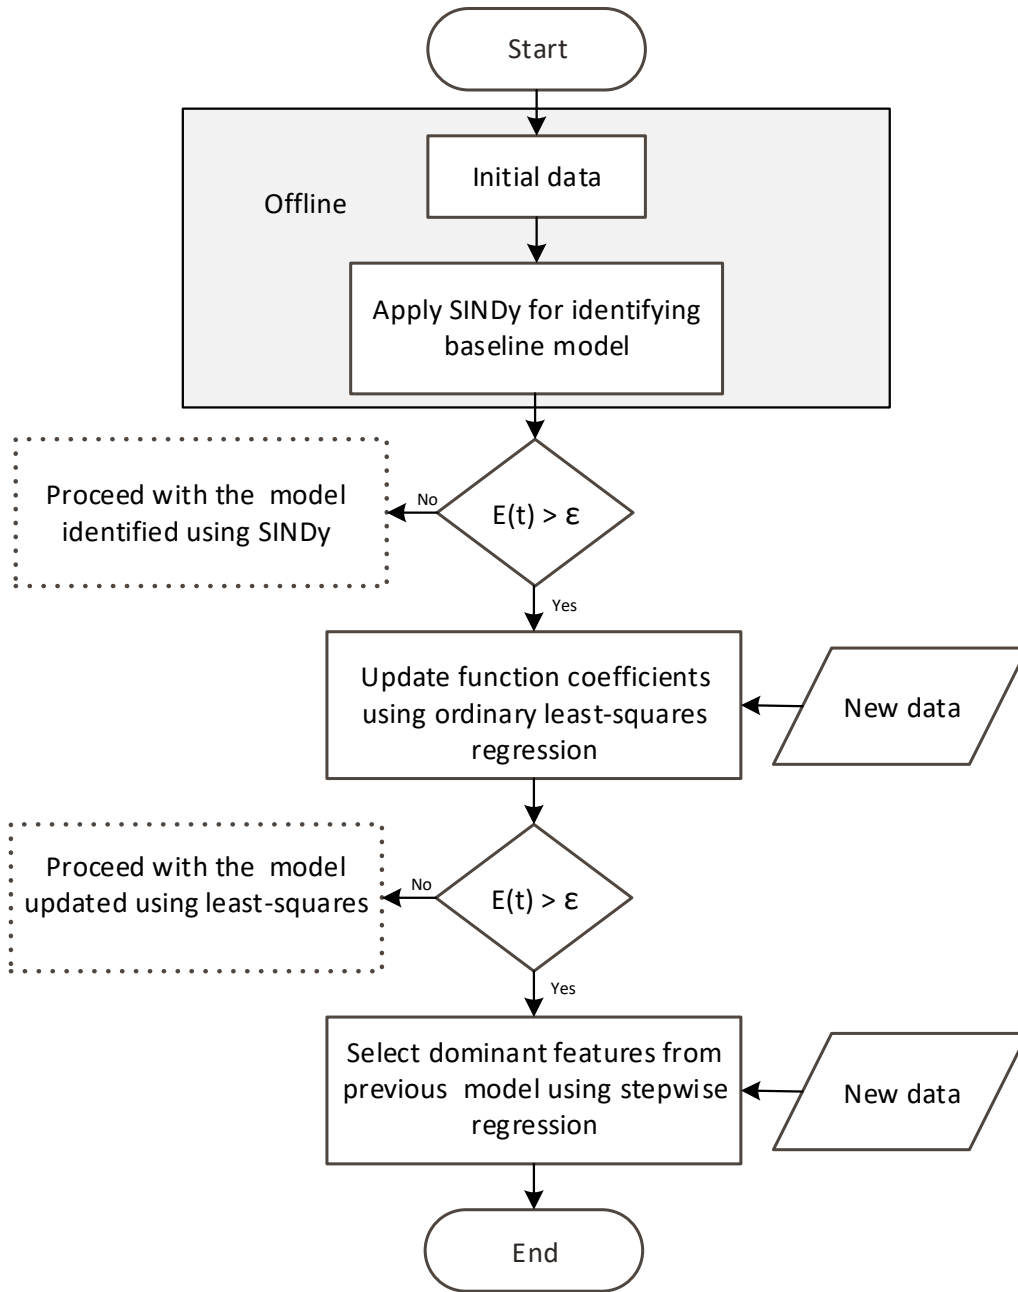 Start
Initial data
Offline
Apply SINDy for identifying
baseline model
Proceed with the model
identified using SINDy
No
E(t) > ε
Yes
Update function coefficients
using ordinary least-squares
regression
New data
Proceed with the model
updated using least-squares
No
E(t) > ε
Yes
Select dominant features from
previous model using stepwise
regression
New data
End